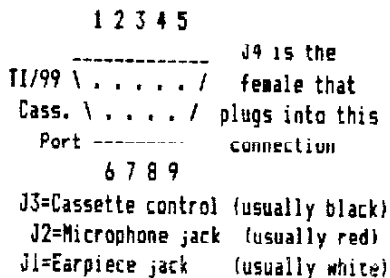 1 2 3 4 5
----------- J4 is the
TI/99 \ . . . . . / female that
Cass. \ . . . . / plugs into this
Port --------- connection
6 7 8 9
J3=Cassette control (usually black)
J2=Microphone jack (usually red)
J1=Earpiece jack (usually white)